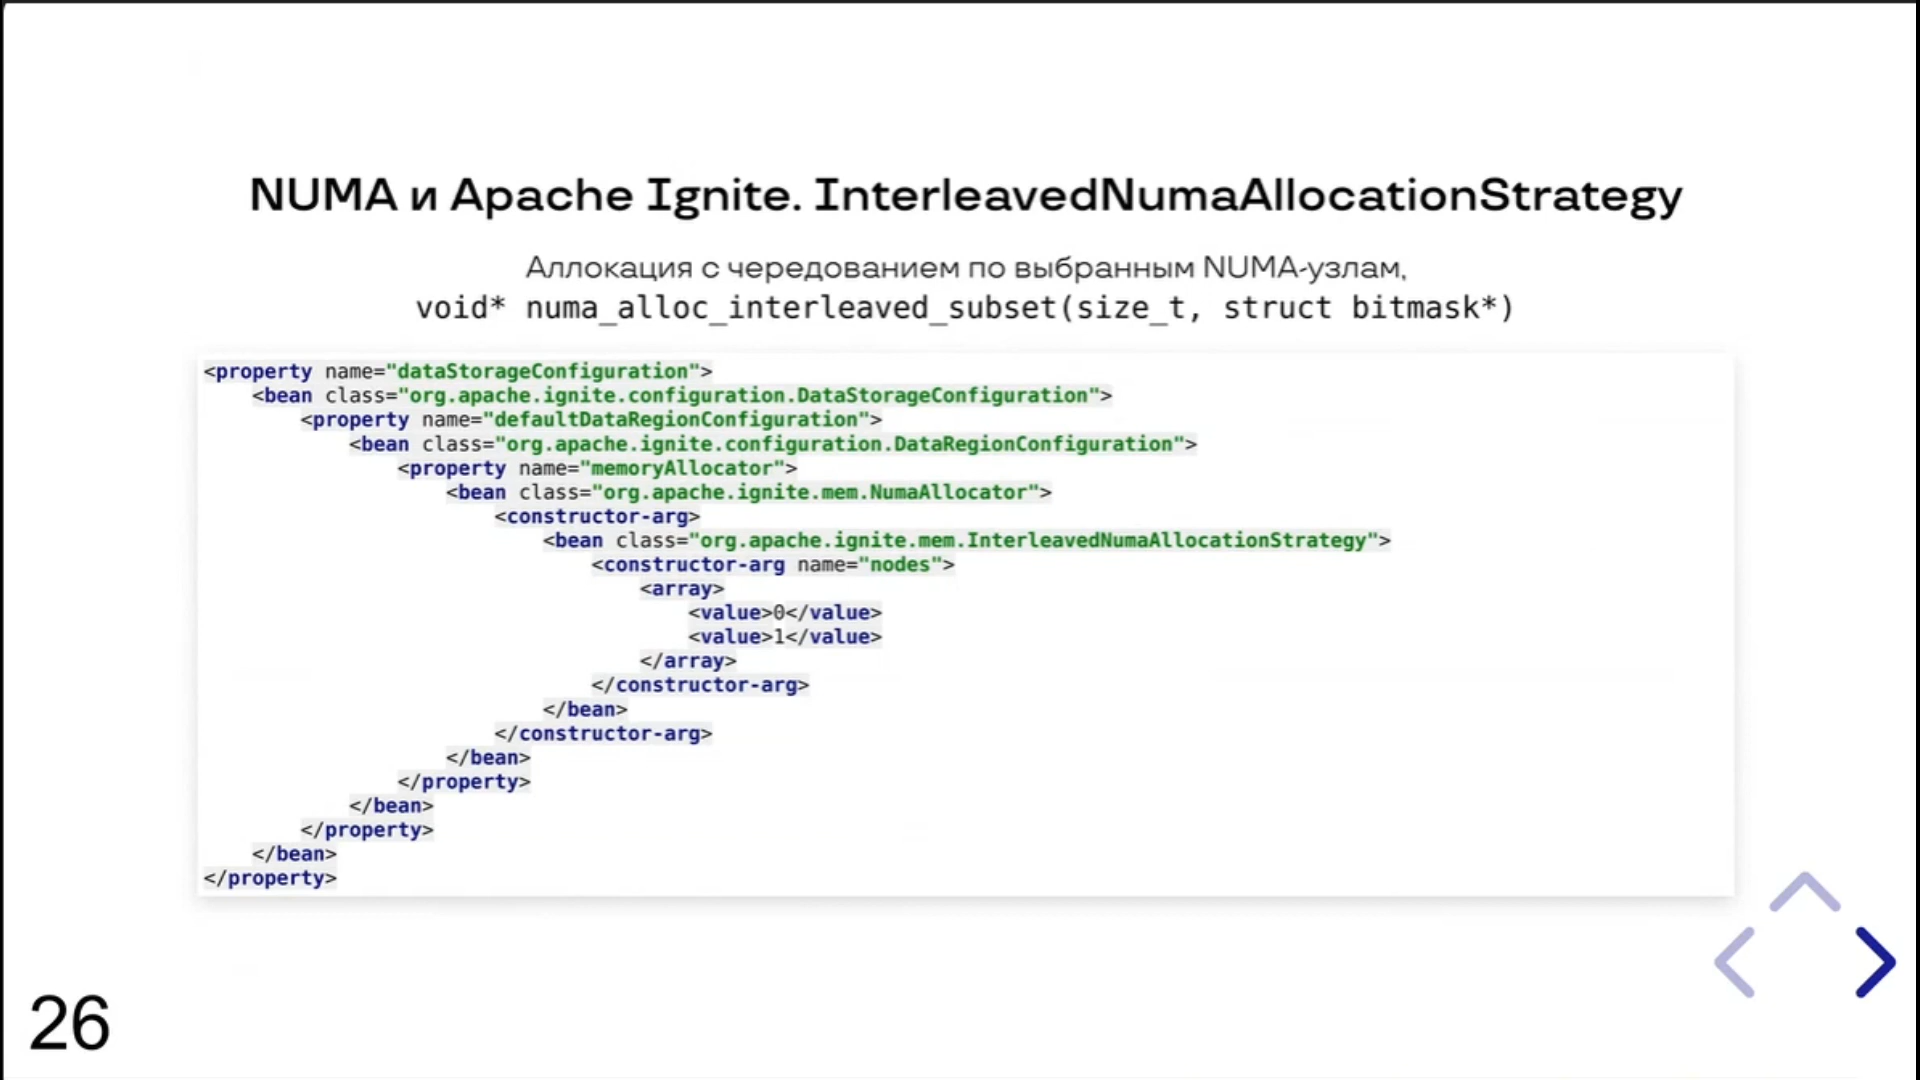 NUMA и Apache Ignite. InterleavedNumaAllocationStrategy
Аллокация с чередованием по выбранным NUMA-узлам,
void* numa_alloc_interleaved_subset(size_t, struct bitmask*)
<property name="dataStorageConfiguration">
    <bean class="org.apache.ignite.configuration.DataStorageConfiguration">
        <property name="defaultDataRegionConfiguration">
            <bean class="org.apache.ignite.configuration.DataRegionConfiguration">
                <property name="memoryAllocator">
                    <bean class="org.apache.ignite.mem.NumaAllocator">
                        <constructor-arg>
                            <bean class="org.apache.ignite.mem.InterleavedNumaAllocationStrategy">
                                <constructor-arg name="nodes">
                                    <array>
                                        <value>0</value>
                                        <value>1</value>
                                    </array>
                                </constructor-arg>
                            </bean>
                        </constructor-arg>
                    </bean>
                </property>
            </bean>
        </property>
    </bean>
</property>
26